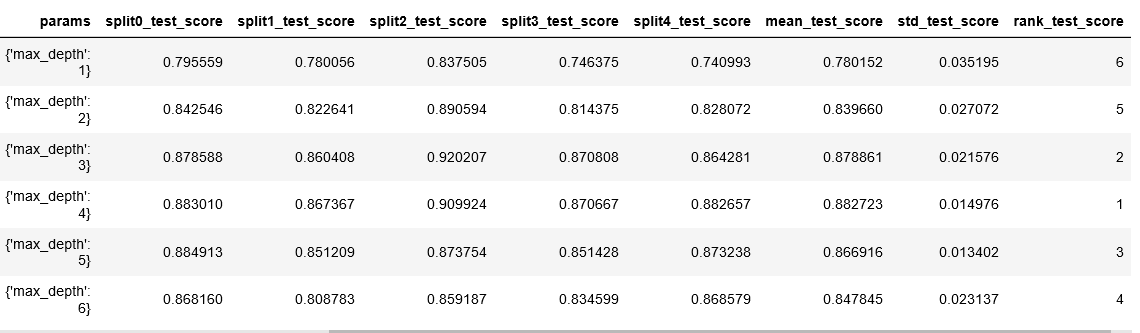 params split0_test_score split1_test_score split2_test_score split3_test_score split4_test_score mean_test_score std_test_score rank_test_score
{'max_depth':
1} 0.795559 0.780056 0.837505 0.746375 0.740993 0.780152 0.035195 6
{'max_depth':
2} 0.842546 0.822641 0.890594 0.814375 0.828072 0.839660 0.027072 5
{'max_depth':
3} 0.878588 0.860408 0.920207 0.870808 0.864281 0.878861 0.021576 2
{'max_depth':
4} 0.883010 0.867367 0.909924 0.870667 0.882657 0.882723 0.014976 1
{'max_depth':
5} 0.884913 0.851209 0.873754 0.851428 0.873238 0.866916 0.013402 3
{'max_depth':
6} 0.868160 0.808783 0.859187 0.834599 0.868579 0.847845 0.023137 4